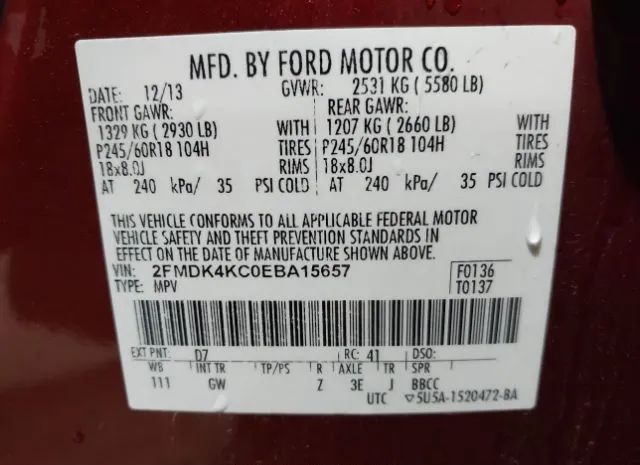 MFD. BY FORD MOTOR CO.
DATE: 12/13 GVWR: 2531 KG ( 5580 LB)
FRONT GAWR: REAR GAWR:
1329 KG ( 2930 LB) WITH 1207 KG ( 2660 LB) WITH
P245/60R18 104H TIRES P245/60R18 104H TIRES
18x8.0J RIMS 18x8.0J RIMS
AT 240 kPa/ 35 PSI COLD AT 240 kPa/ 35 PSI COLD
THIS VEHICLE CONFORMS TO ALL APPLICABLE FEDERAL MOTOR
VEHICLE SAFETY AND THEFT PREVENTION STANDARDS IN
EFFECT ON THE DATE OF MANUFACTURE SHOWN ABOVE.
VIN: 2FMDK4KC0EBA15657 F0136
TYPE: MPV T0137
EXT PNT: D7 RC: 41 DSO:
WB INT TR TP/PS R AXLE TR SPR
111 GW Z 3E J BBCC
UTC ▽5U5A-1520472-BA